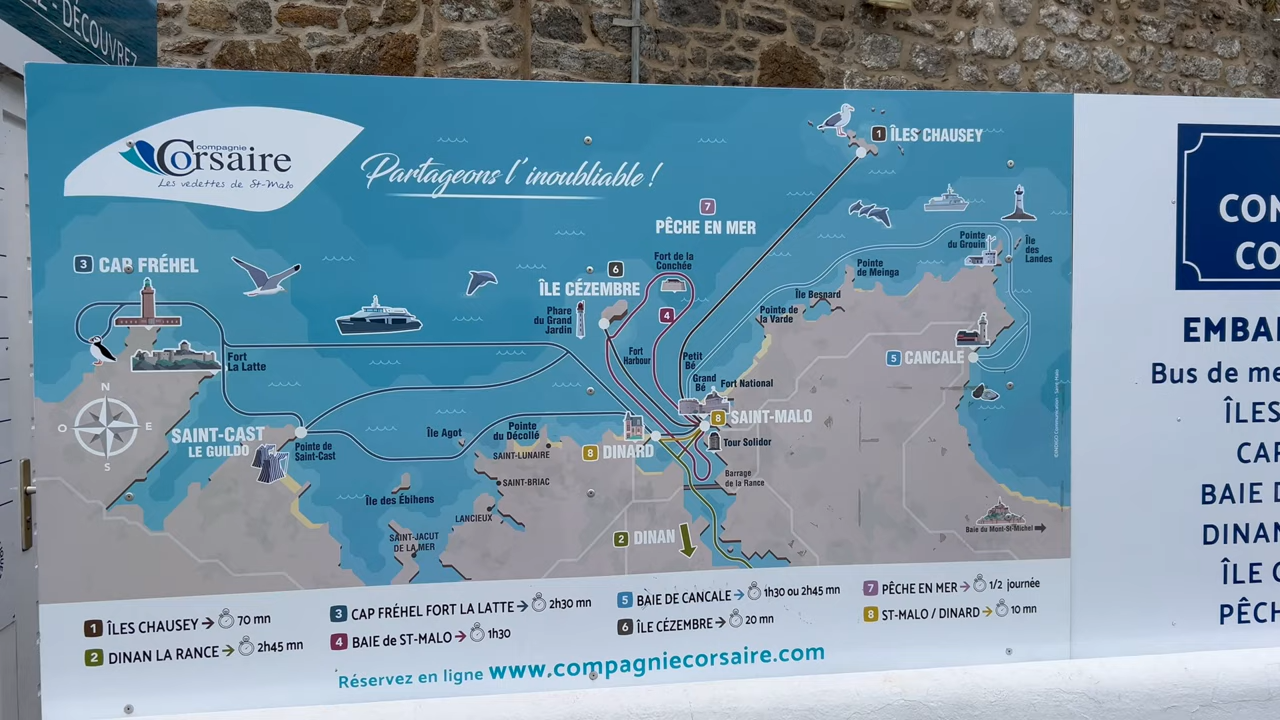 DÉCOUVREZ
compagnie
Corsaire
Les vedettes de St-Malo
Partageons l'inoubliable !
1 ÎLES CHAUSEY
7
PÊCHE EN MER
3 CAP FRÉHEL
6
ÎLE CÉZEMBRE
Fort de la
Conchée
4
Phare
du Grand
Jardin
Fort
Harbour
Petit
Bé
Grand
Bé
Fort National
Pointe de
la Varde
Île Besnard
Pointe
de Meinga
Pointe
du Grouin
Île
des
Landes
5 CANCALE
Fort
La Latte
N
O
E
S
SAINT-CAST
LE GUILDO
Pointe de
Saint-Cast
Île Agot
Pointe
du Décollé
SAINT-LUNAIRE
SAINT-BRIAC
LANCIEUX
Île des Ébihens
SAINT-JACUT
DE LA MER
8 DINARD
8 SAINT-MALO
Tour Solidor
Barrage
de la Rance
2 DINAN
Baie du Mont-St-Michel
1 ÎLES CHAUSEY → 70 mn
2 DINAN LA RANCE → 2h45 mn
3 CAP FRÉHEL FORT LA LATTE → 2h30 mn
4 BAIE de ST-MALO → 1h30
5 BAIE DE CANCALE → 1h30 ou 2h45 mn
6 ÎLE CÉZEMBRE → 20 mn
7 PÊCHE EN MER → 1/2 journée
8 ST-MALO / DINARD → 10 mn
Réservez en ligne www.compagniecorsaire.com
ÎLES
BAIE
DINAN
ÎLE
Bus de